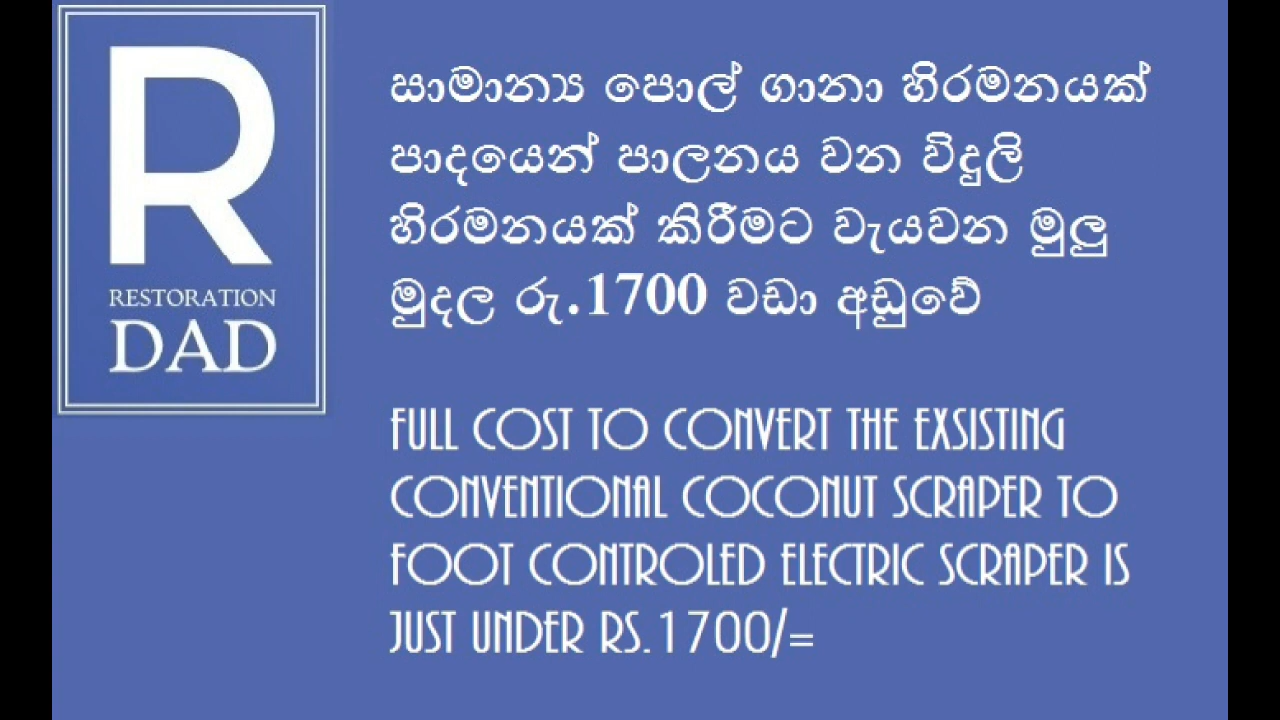 R
RESTORATION
DAD
සාමාන්‍ය පොල් ගානා හිරමනයක්
පාදයෙන් පාලනය වන විදුලි
හිරමනයක් කිරීමට වැයවන මුලු
මුදල රු.1700 වඩා අඩුවේ
FULL COST TO CONVERT THE EXSISTING
CONVENTIONAL COCONUT SCRAPER TO
FOOT CONTROLED ELECTRIC SCRAPER IS
JUST UNDER RS.1700/=